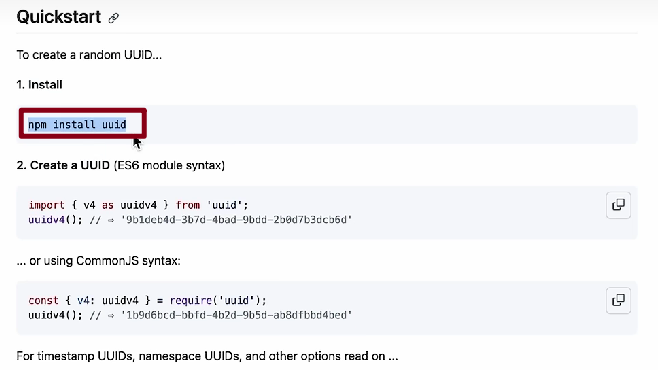 Quickstart
To create a random UUID...
1. Install
npm install uuid
2. Create a UUID (ES6 module syntax)
import { v4 as uuidv4 } from 'uuid';
uuidv4(); // ⇨ '9b1deb4d-3b7d-4bad-9bdd-2b0d7b3dcb6d'
... or using CommonJS syntax:
const { v4: uuidv4 } = require('uuid');
uuidv4(); // ⇨ '1b9d6bcd-bbfd-4b2d-9b5d-ab8dfbbd4bed'
For timestamp UUIDs, namespace UUIDs, and other options read on ...